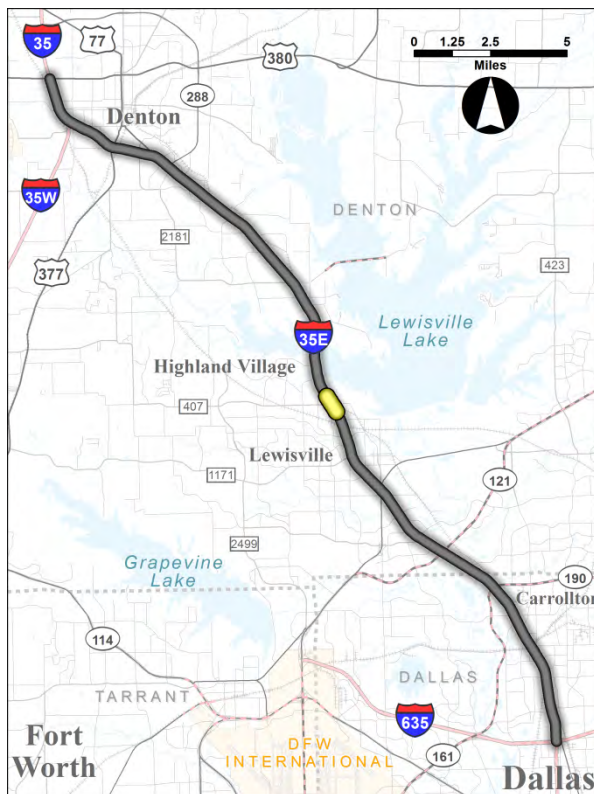 35
77
380
0 1.25 2.5 5
Miles
288
Denton
35W
DENTON
2181
377
423
35E
Lewisville
Lake
Highland Village
407
Lewisville
1171
121
2499
Grapevine
Lake
190
Carrollton
114
DALLAS
TARRANT
635
Fort
Worth
DFW
INTERNATIONAL
161
Dallas